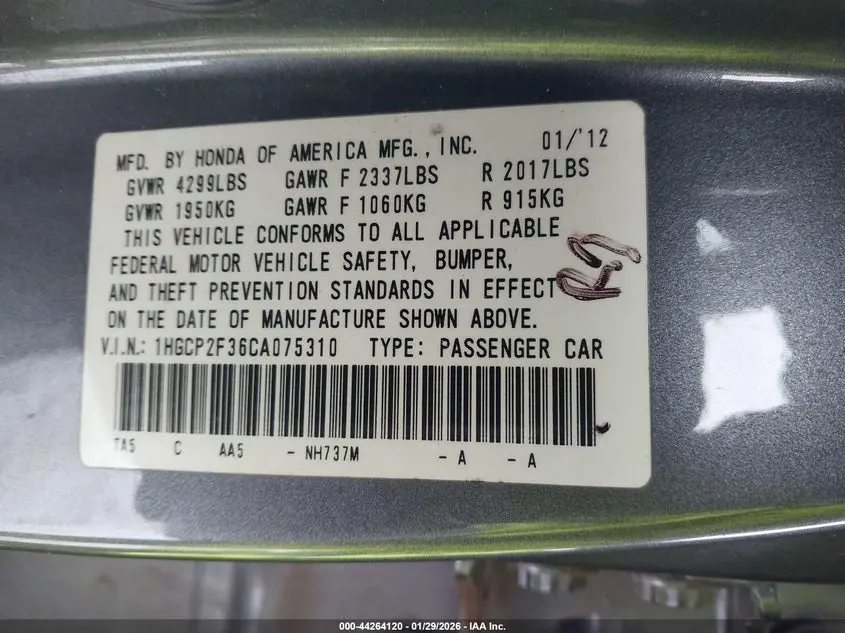 MFD. BY HONDA OF AMERICA MFG., INC. 01/'12
GVWR 4299LBS GAWR F 2337LBS R 2017LBS
GVWR 1950KG GAWR F 1060KG R 915KG
THIS VEHICLE CONFORMS TO ALL APPLICABLE
FEDERAL MOTOR VEHICLE SAFETY, BUMPER,
AND THEFT PREVENTION STANDARDS IN EFFECT
ON THE DATE OF MANUFACTURE SHOWN ABOVE.
V.I.N.: 1HGCP2F36CA075310 TYPE: PASSENGER CAR
TA5 C AA5 - NH737M - A - A
000-44264120 - 01/29/2026 - IAA Inc.